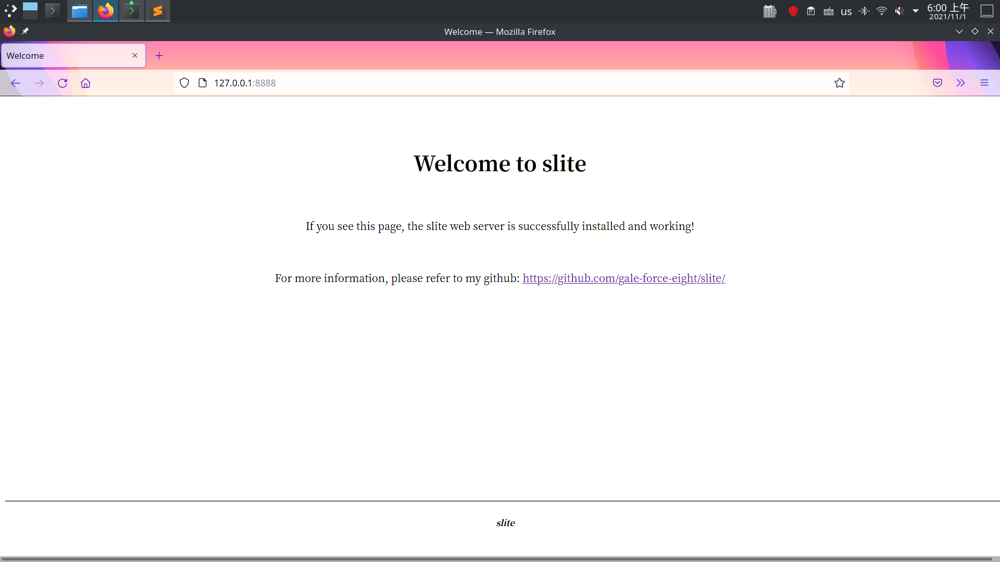 us
6:00 上午
2021/11/1
Welcome — Mozilla Firefox
Welcome
127.0.0.1:8888
Welcome to slite
If you see this page, the slite web server is successfully installed and working!
For more information, please refer to my github: https://github.com/gale-force-eight/slite/
slite